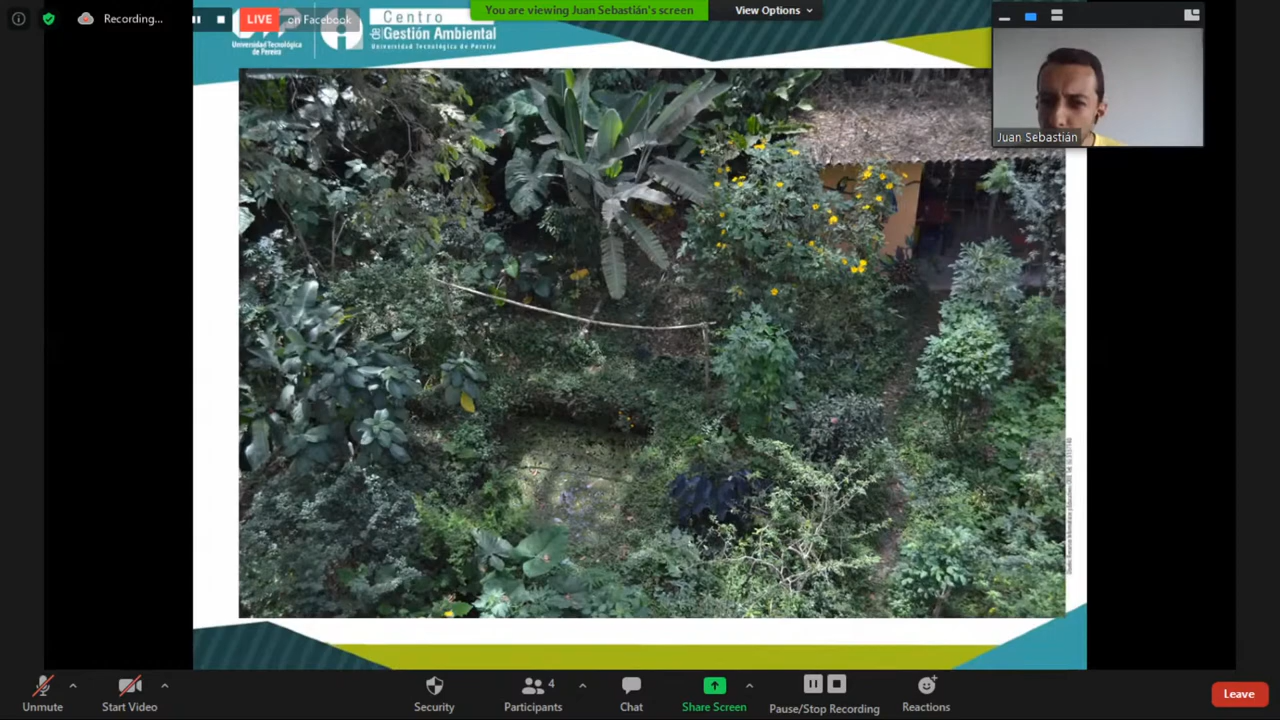 Recording...
LIVE
on Facebook
You are viewing Juan Sebastián's screen
View Options
Universidad Tecnológica
de Pereira
Centro
de
Gestión Ambiental
Universidad Tecnológica de Pereira
Juan Sebastián
Unmute
Start Video
Security
Participants
4
Chat
Share Screen
Pause/Stop Recording
Reactions
Leave